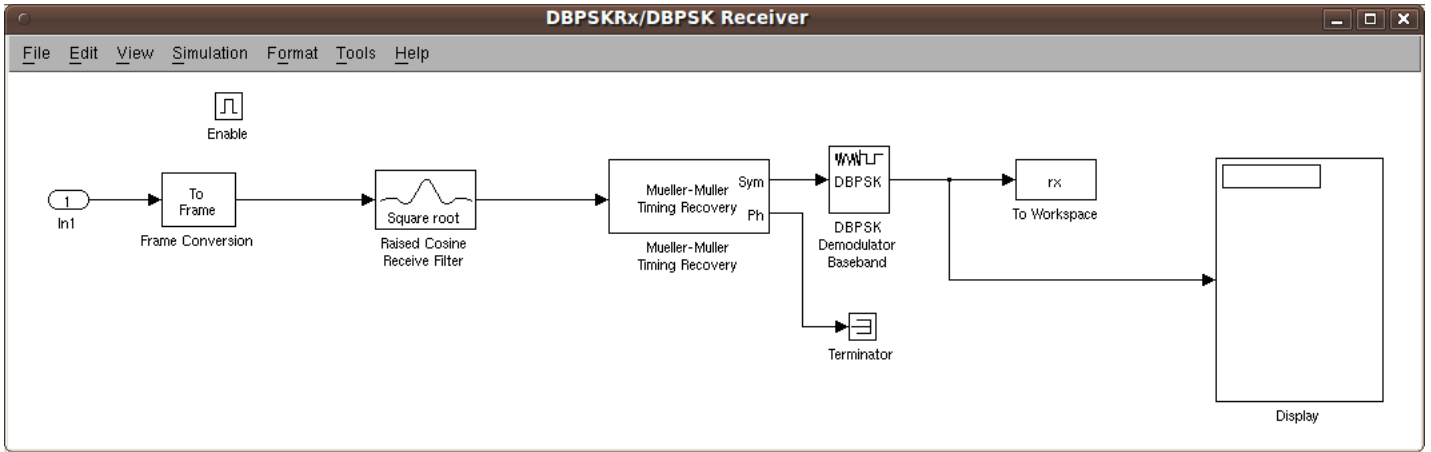 DBPSKRx/DBPSK Receiver
File Edit View Simulation Format Tools Help
Enable
1
In1
To
Frame
Frame Conversion
Square root
Raised Cosine
Receive Filter
Mueller-Muller
Timing Recovery
Sym
Ph
Mueller-Muller
Timing Recovery
DBPSK
DBPSK
Demodulator
Baseband
Terminator
rx
To Workspace
Display